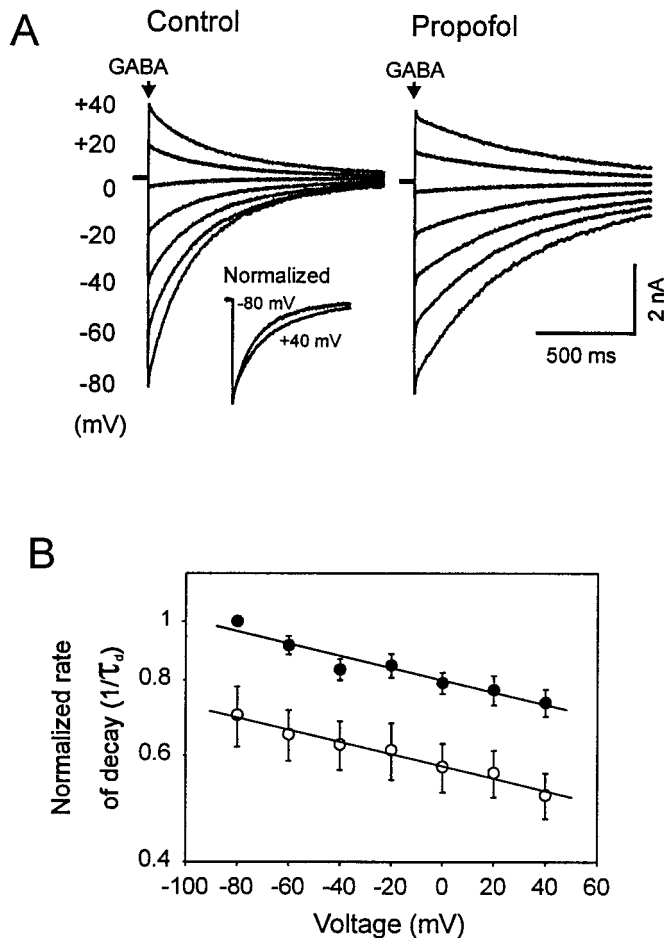 A
Control
Propofol
GABA
GABA
+40
+20
0
-20
-40
-60
-80
(mV)
Normalized
-80 mV
+40 mV
2 nA
500 ms
B
Normalized rate
of decay (1/τd)
1
0.8
0.6
0.4
-100 -80 -60 -40 -20 0 20 40 60
Voltage (mV)